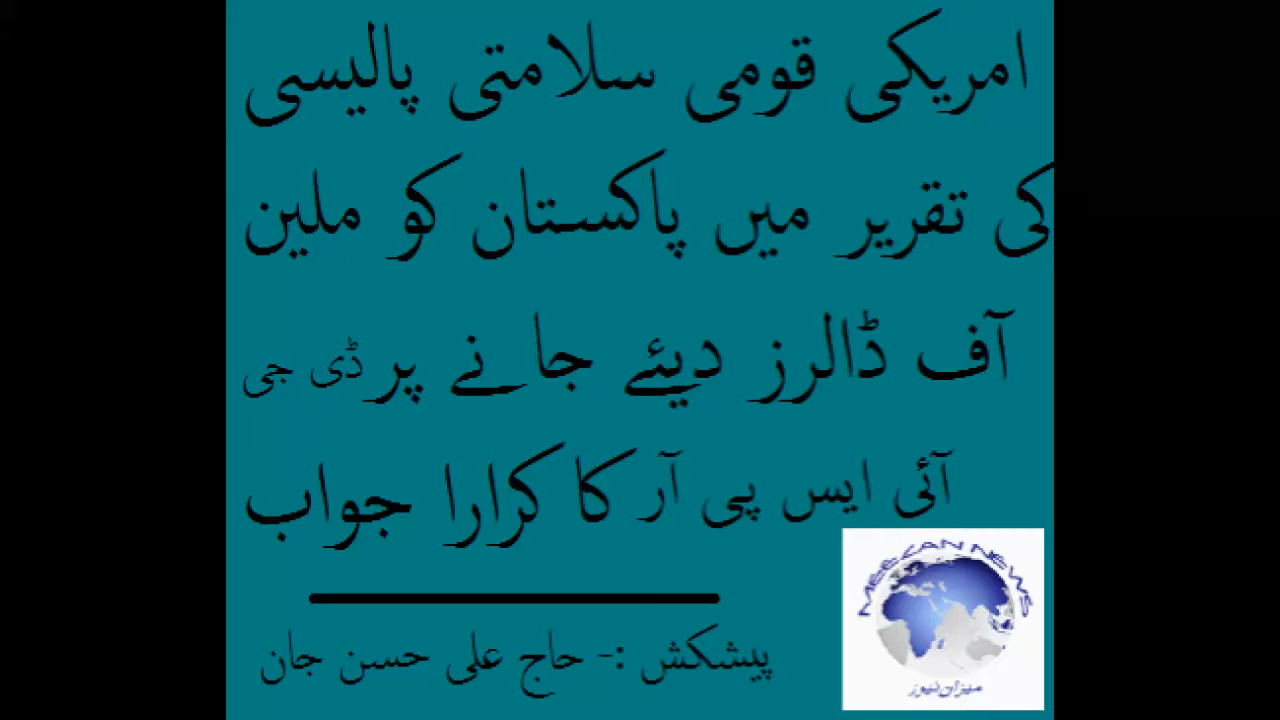 امریکی قومی سلامتی پالیسی
کی تقریر میں پاکستان کو ملین
آف ڈالرز دیئے جانے پر ڈی جی
آئی ایس پی آر کا کرارا جواب
MEEZAN NEWS
میزان نیوز
پیشکش :- حاج علی حسن جان